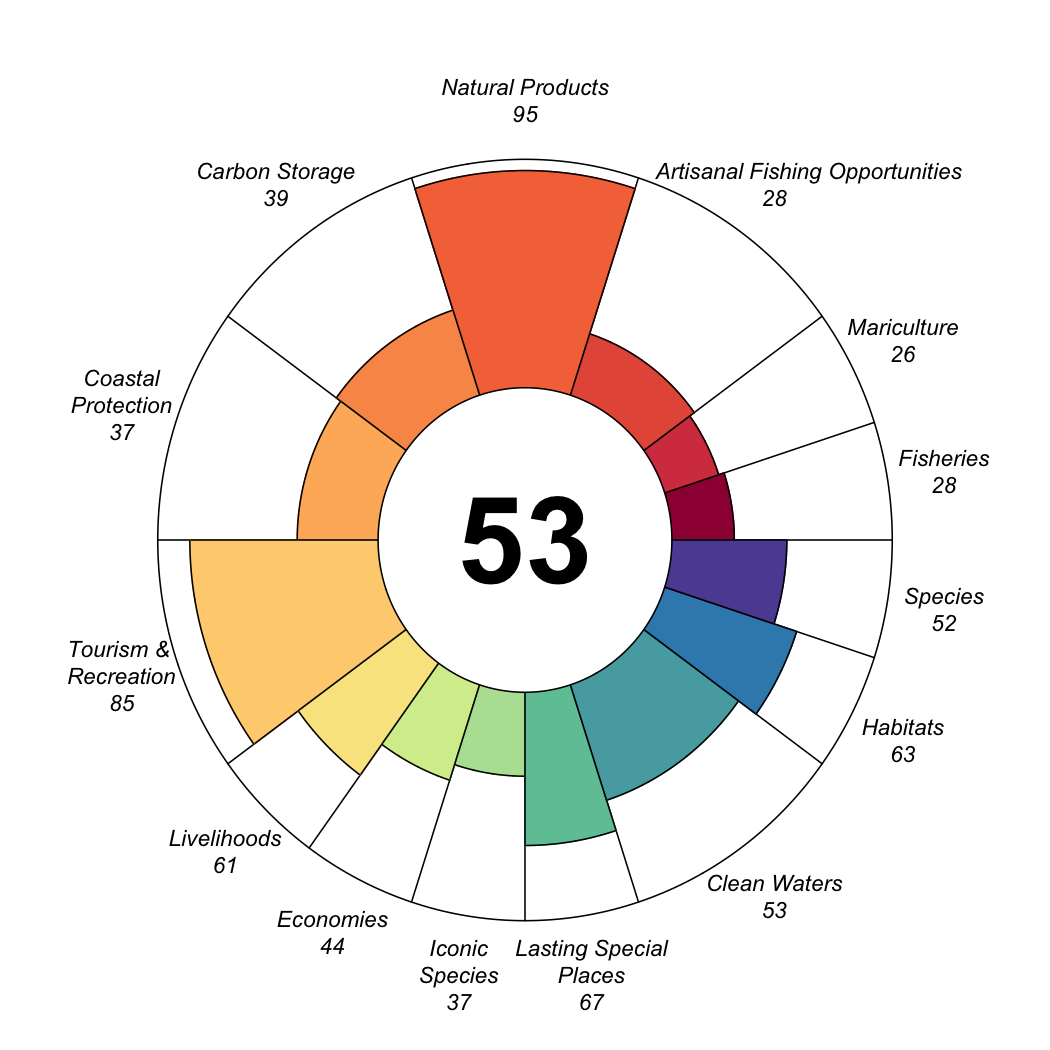 Natural Products
95
Artisanal Fishing Opportunities
28
Mariculture
26
Fisheries
28
Species
52
Habitats
63
Clean Waters
53
Lasting Special
Places
67
Iconic
Species
37
Economies
44
Livelihoods
61
Tourism &
Recreation
85
Coastal
Protection
37
Carbon Storage
39
53